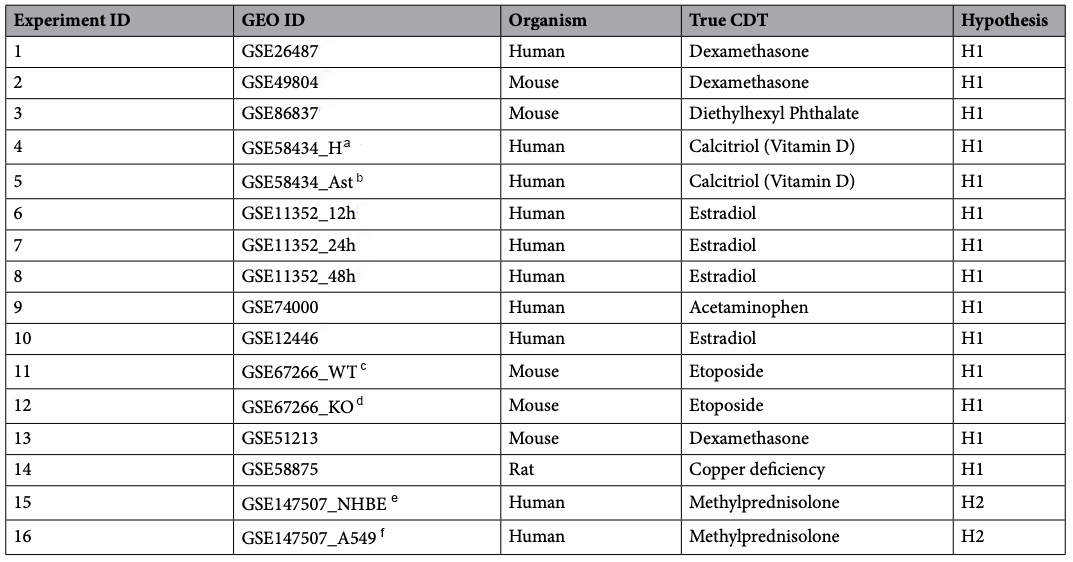 Experiment ID GEO ID Organism True CDT Hypothesis
1 GSE26487 Human Dexamethasone H1
2 GSE49804 Mouse Dexamethasone H1
3 GSE86837 Mouse Diethylhexyl Phthalate H1
4 GSE58434_H a Human Calcitriol (Vitamin D) H1
5 GSE58434_Ast b Human Calcitriol (Vitamin D) H1
6 GSE11352_12h Human Estradiol H1
7 GSE11352_24h Human Estradiol H1
8 GSE11352_48h Human Estradiol H1
9 GSE74000 Human Acetaminophen H1
10 GSE12446 Human Estradiol H1
11 GSE67266_WT c Mouse Etoposide H1
12 GSE67266_KO d Mouse Etoposide H1
13 GSE51213 Mouse Dexamethasone H1
14 GSE58875 Rat Copper deficiency H1
15 GSE147507_NHBE e Human Methylprednisolone H2
16 GSE147507_A549 f Human Methylprednisolone H2